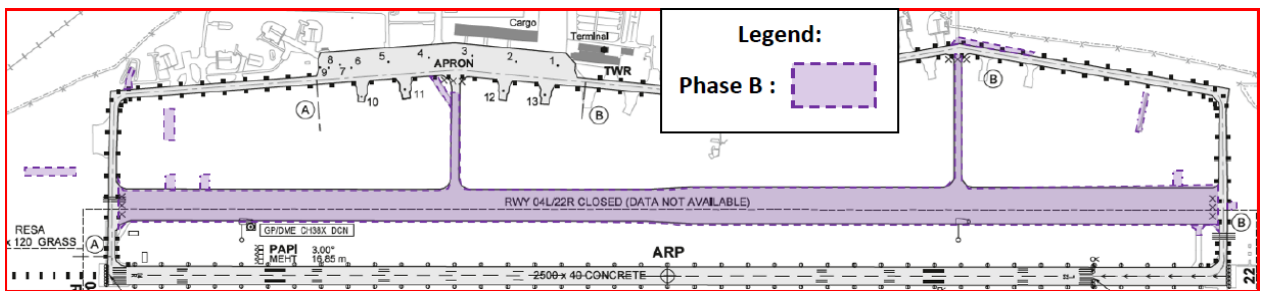 Legend:
Phase B :
Cargo
Terminal
TWR
APRON
1
2
3
4
5
6
7
8
9
10
11
12
13
A
B
B
RWY 04L/22R CLOSED (DATA NOT AVAILABLE)
GP/DME CH38X DCN
RESA
x 120 GRASS
A
B
PAPI 3.00°
MEHT 16.65 m
ARP
2500 x 40 CONCRETE
22